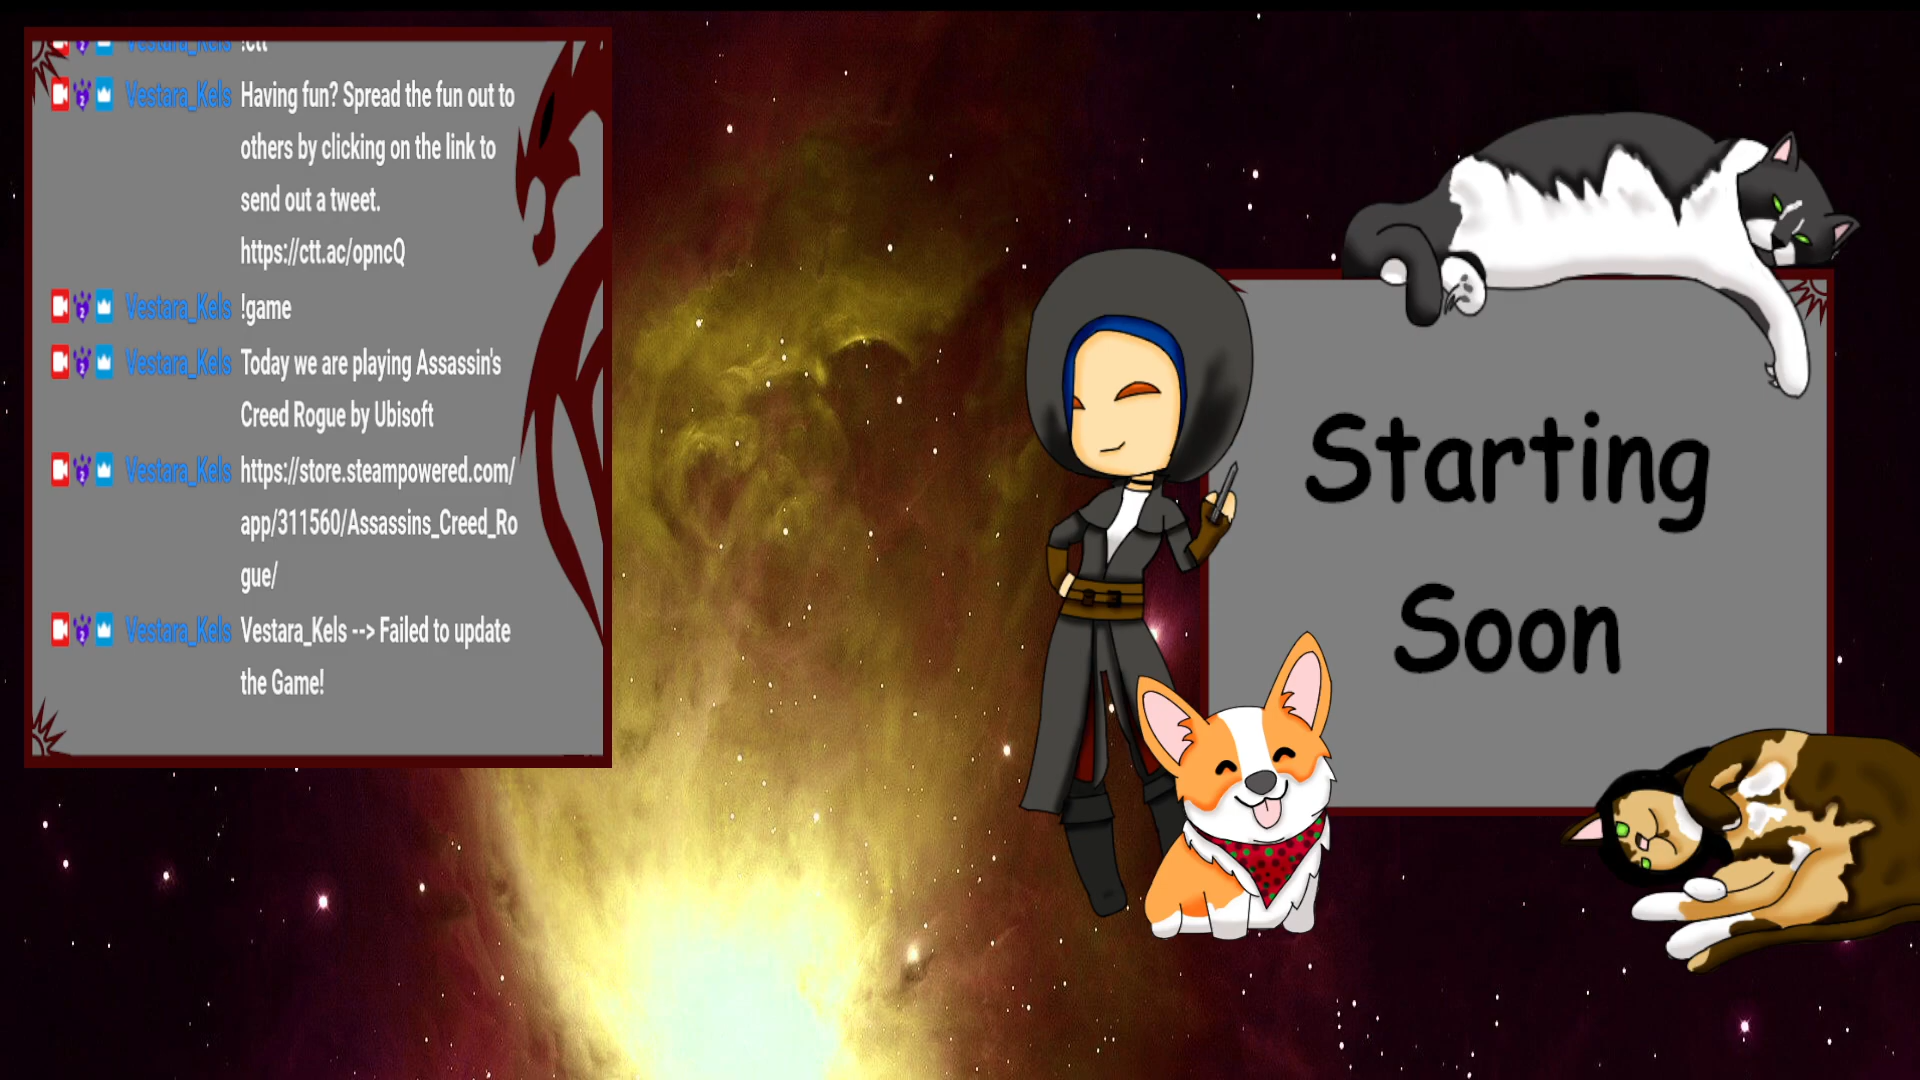 Vestara_Kels !ctt
Vestara_Kels Having fun? Spread the fun out to
others by clicking on the link to
send out a tweet.
https://ctt.ac/opncQ
Vestara_Kels !game
Vestara_Kels Today we are playing Assassin's
Creed Rogue by Ubisoft
Vestara_Kels https://store.steampowered.com/
app/311560/Assassins_Creed_Ro
gue/
Vestara_Kels Vestara_Kels --> Failed to update
the Game!
Starting
Soon